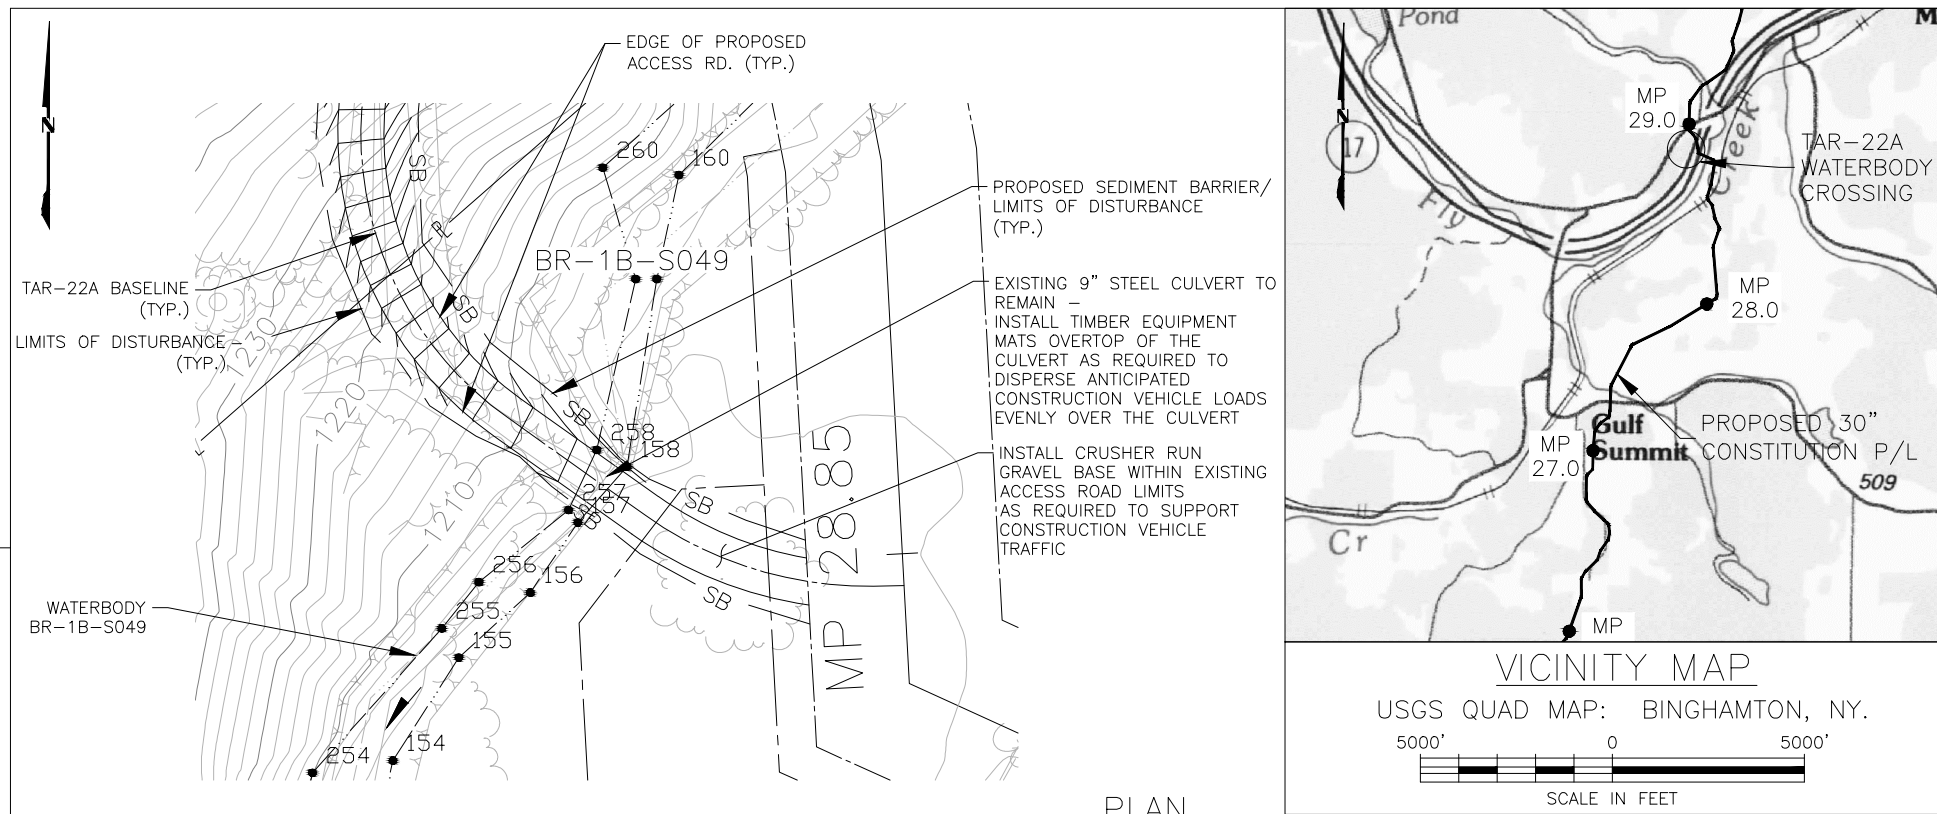 EDGE OF PROPOSED
ACCESS RD. (TYP.)
N
SB
260
160
PL
BR-1B-S049
PROPOSED SEDIMENT BARRIER/
LIMITS OF DISTURBANCE
(TYP.)
TAR-22A BASELINE
(TYP.)
SB
EXISTING 9" STEEL CULVERT TO
REMAIN –
INSTALL TIMBER EQUIPMENT
MATS OVERTOP OF THE
CULVERT AS REQUIRED TO
DISPERSE ANTICIPATED
CONSTRUCTION VEHICLE LOADS
EVENLY OVER THE CULVERT
LIMITS OF DISTURBANCE
(TYP.)
1230
1220
1210
SB
258
158
257
157
SB
SB
SB
INSTALL CRUSHER RUN
GRAVEL BASE WITHIN EXISTING
ACCESS ROAD LIMITS
AS REQUIRED TO SUPPORT
CONSTRUCTION VEHICLE
TRAFFIC
MP 28.85
256
156
255
155
WATERBODY
BR-1B-S049
254
154
PLAN
Pond
M
N
17
MP
29.0
Creek
TAR-22A
WATERBODY
CROSSING
Fly
MP
28.0
Gulf
Summit
MP
27.0
PROPOSED 30"
CONSTITUTION P/L
509
Cr
MP
VICINITY MAP
USGS QUAD MAP: BINGHAMTON, NY.
5000' 0 5000'
SCALE IN FEET